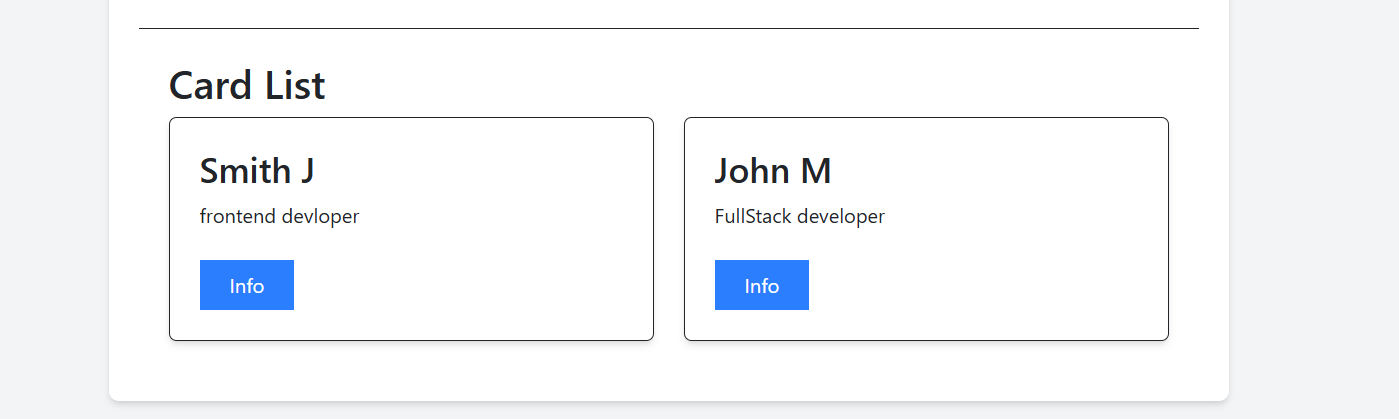 Card List
Smith J
frontend devloper
Info
John M
FullStack developer
Info